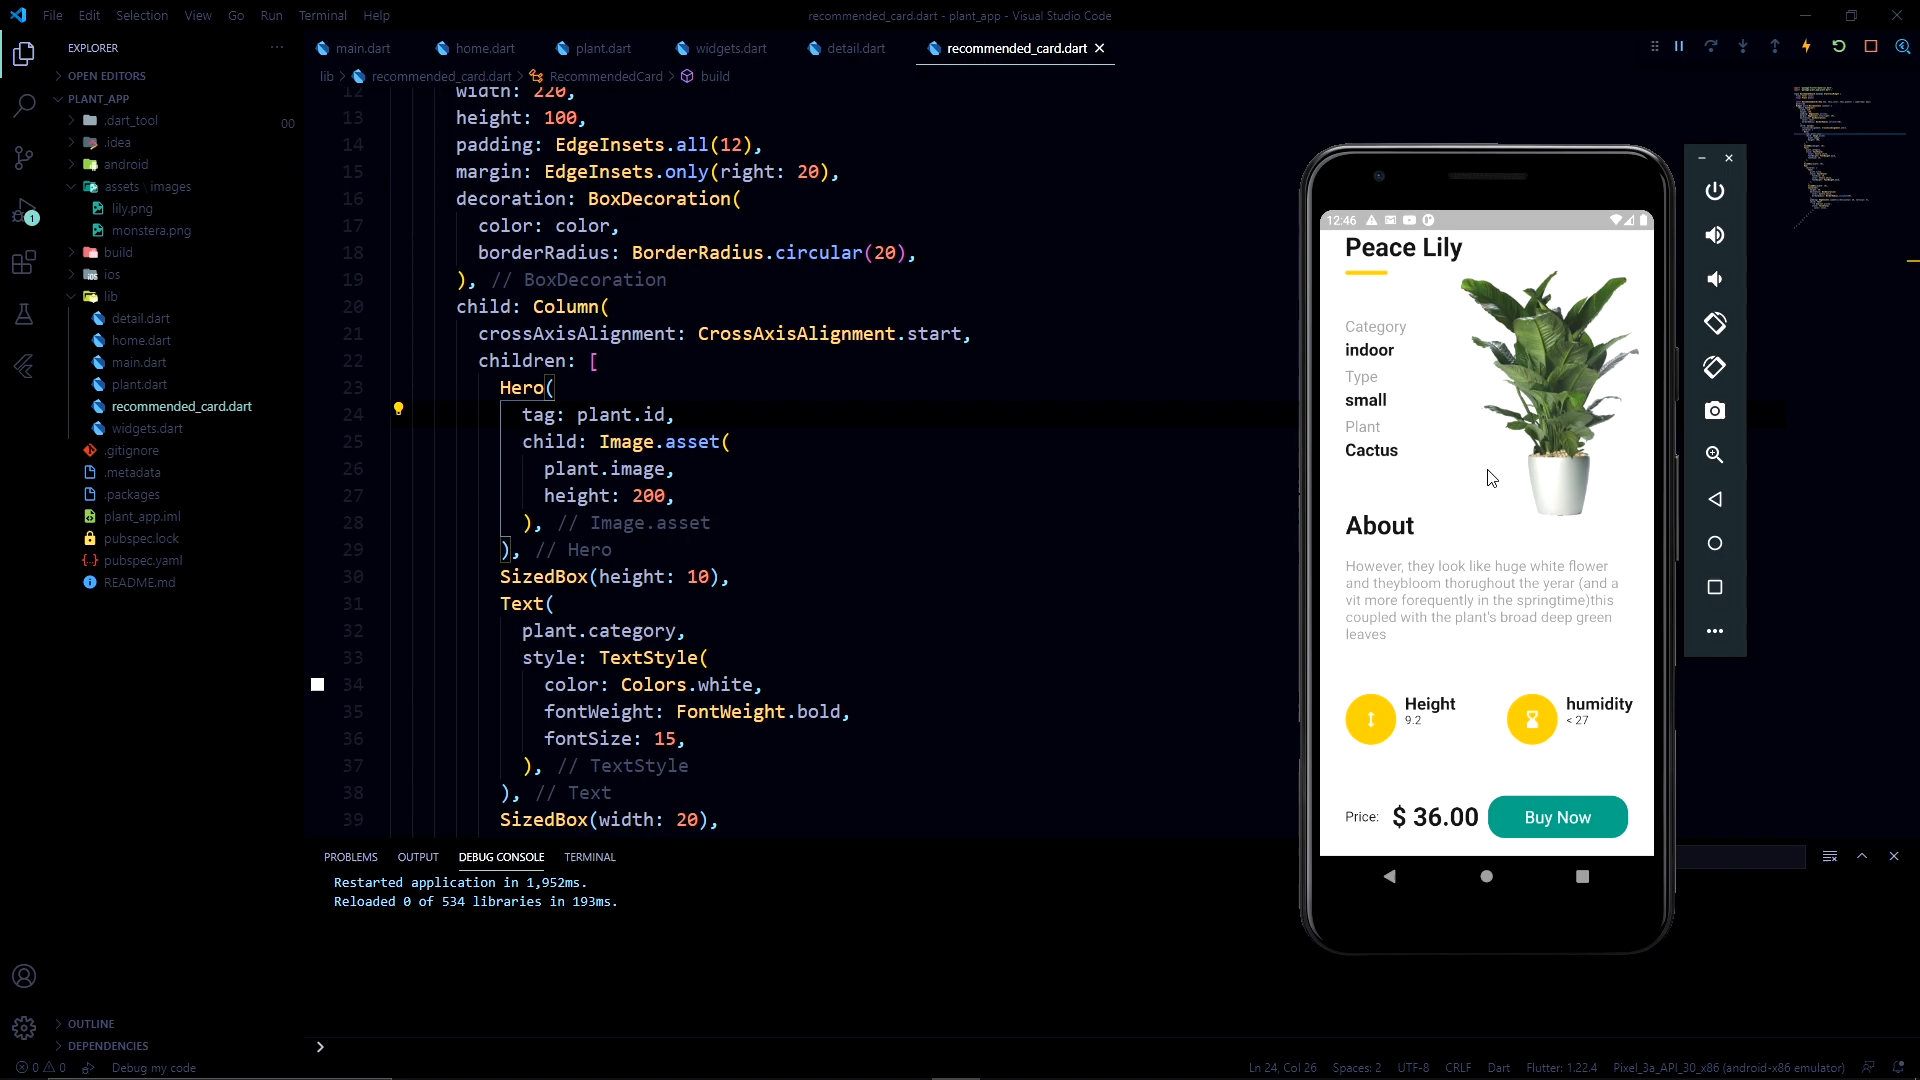 File Edit Selection View Go Run Terminal Help
recommended_card.dart - plant_app - Visual Studio Code
EXPLORER
OPEN EDITORS
PLANT_APP
.dart_tool
.idea
android
assets \ images
lily.png
monstera.png
build
ios
lib
detail.dart
home.dart
main.dart
plant.dart
recommended_card.dart
widgets.dart
.gitignore
.metadata
.packages
plant_app.iml
pubspec.lock
pubspec.yaml
README.md
OUTLINE
DEPENDENCIES
00
1
main.dart home.dart plant.dart widgets.dart detail.dart recommended_card.dart
lib > recommended_card.dart > RecommendedCard > build
12 width: 220,
13 height: 100,
14 padding: EdgeInsets.all(12),
15 margin: EdgeInsets.only(right: 20),
16 decoration: BoxDecoration(
17 color: color,
18 borderRadius: BorderRadius.circular(20),
19 ), // BoxDecoration
20 child: Column(
21 crossAxisAlignment: CrossAxisAlignment.start,
22 children: [
23 Hero(
24 tag: plant.id,
25 child: Image.asset(
26 plant.image,
27 height: 200,
28 ), // Image.asset
29 ), // Hero
30 SizedBox(height: 10),
31 Text(
32 plant.category,
33 style: TextStyle(
34 color: Colors.white,
35 fontWeight: FontWeight.bold,
36 fontSize: 15,
37 ), // TextStyle
38 ), // Text
39 SizedBox(width: 20),
PROBLEMS OUTPUT DEBUG CONSOLE TERMINAL
Restarted application in 1,952ms.
Reloaded 0 of 534 libraries in 193ms.
12:46
Peace Lily
Category
indoor
Type
small
Plant
Cactus
About
However, they look like huge white flower
and theybloom thorughout the yerar (and a
vit more forequently in the springtime)this
coupled with the plant's broad deep green
leaves
Height
9.2
humidity
< 27
Price: $ 36.00 Buy Now
0 0 Debug my code
Ln 24, Col 26 Spaces: 2 UTF-8 CRLF Dart Flutter: 1.22.4 Pixel_3a_API_30_x86 (android-x86 emulator)